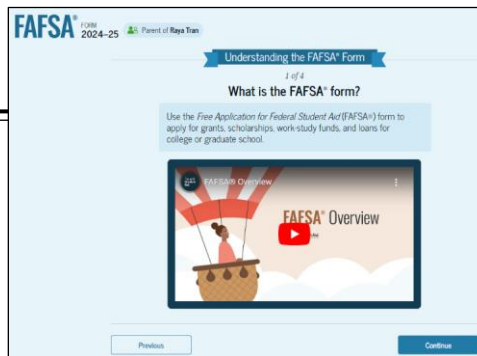 FAFSA®
FORM
2024–25
Parent of Raya Tran
Understanding the FAFSA® Form
1 of 4
What is the FAFSA® form?
Use the Free Application for Federal Student Aid (FAFSA®) form to
apply for grants, scholarships, work-study funds, and loans for
college or graduate school.
FAFSA® Overview
FAFSA® Overview
Previous
Continue